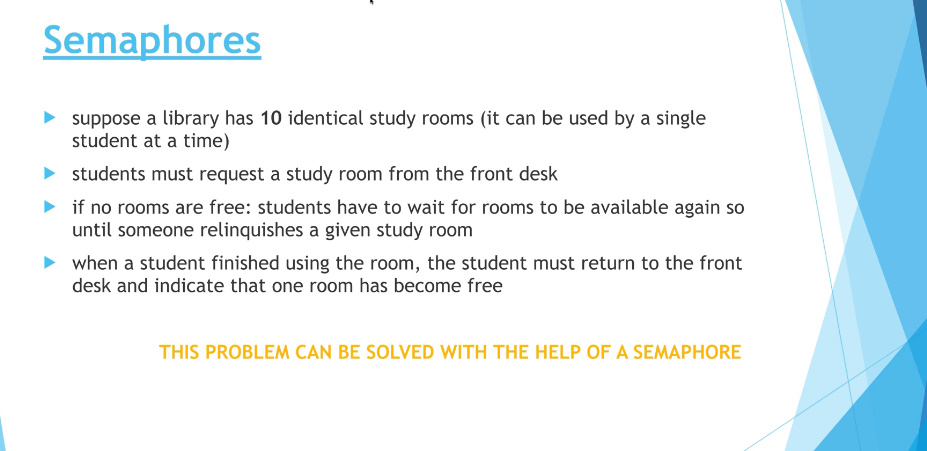 Semaphores
suppose a library has 10 identical study rooms (it can be used by a single
student at a time)
students must request a study room from the front desk
if no rooms are free: students have to wait for rooms to be available again so
until someone relinquishes a given study room
when a student finished using the room, the student must return to the front
desk and indicate that one room has become free
THIS PROBLEM CAN BE SOLVED WITH THE HELP OF A SEMAPHORE